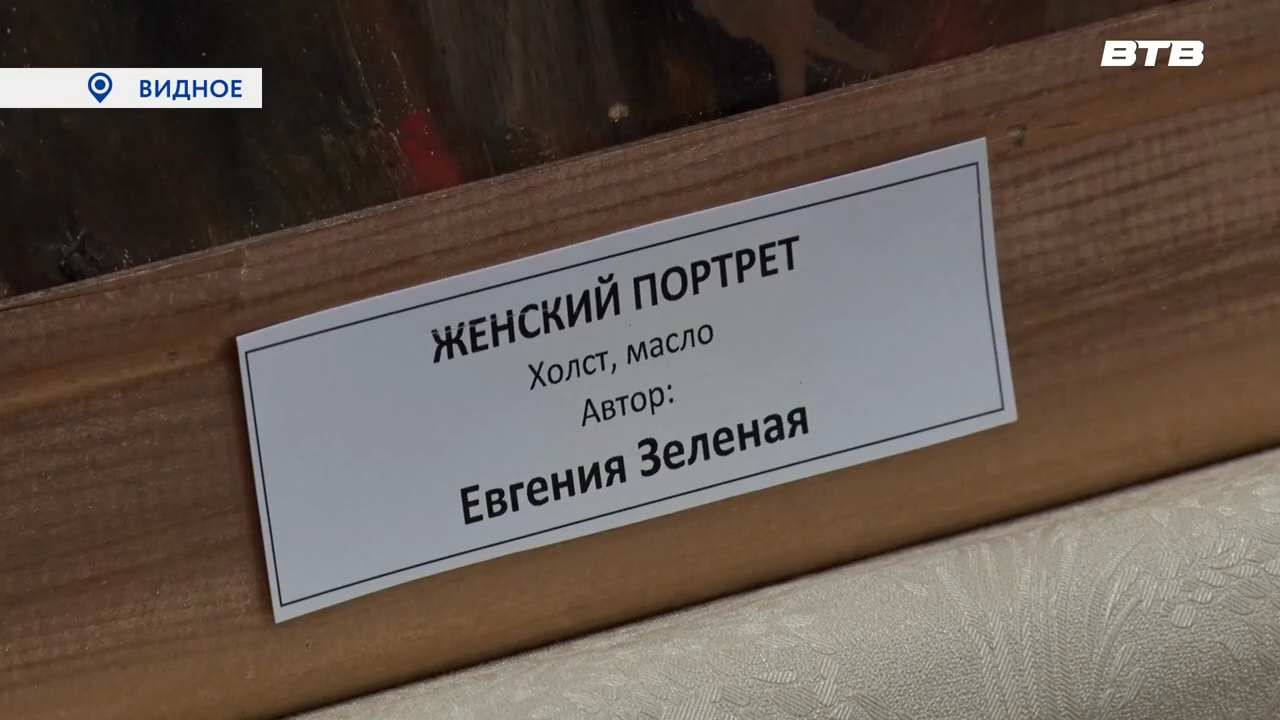 ВИДНОЕ
ВТВ
ЖЕНСКИЙ ПОРТРЕТ
Холст, масло
Автор:
Евгения Зеленая